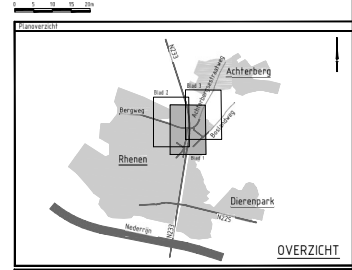 0 5 10 15 20m
Planoverzicht
N233
Achterbergsestraatweg
Achterberg
Blad 2
Blad 3
Bergweg
Boslandweg
Rhenen
Blad 1
Dierenpark
N225
Nederrijn
N233
OVERZICHT